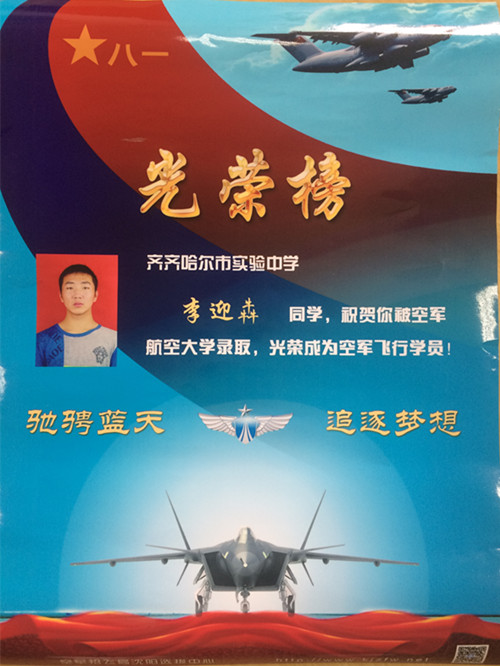 八一
光荣榜
齐齐哈尔市实验中学
李迎犇 同学，祝贺你被空军
航空大学录取，光荣成为空军飞行学员！
驰骋蓝天 追逐梦想